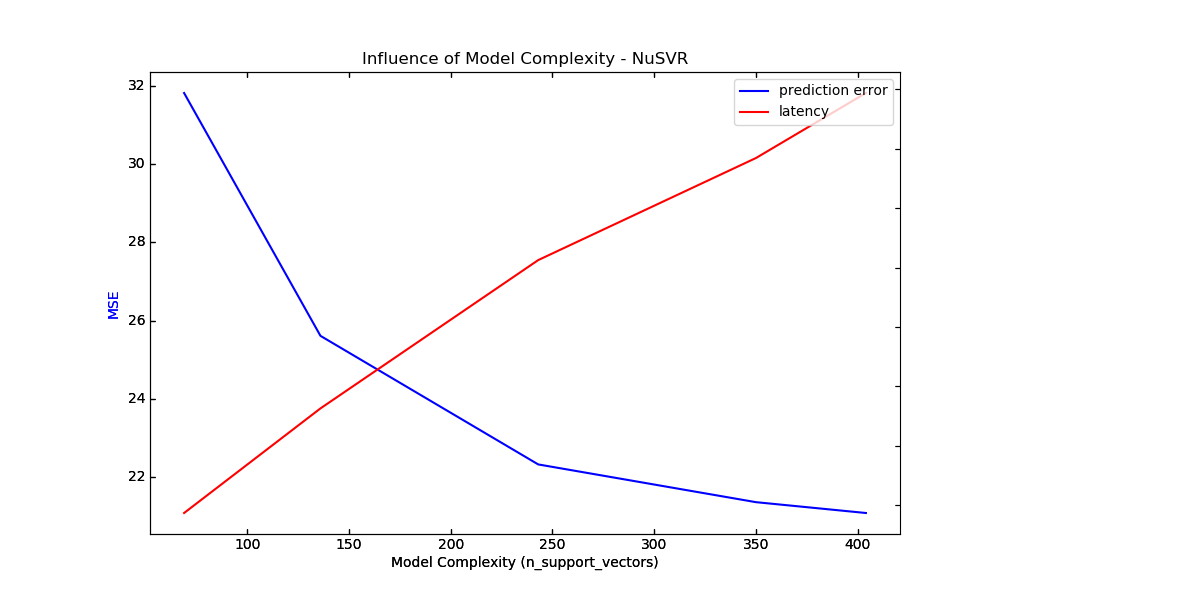 Influence of Model Complexity - NuSVR
prediction error
latency
32
30
28
26
24
22
MSE
100 150 200 250 300 350 400
Model Complexity (n_support_vectors)